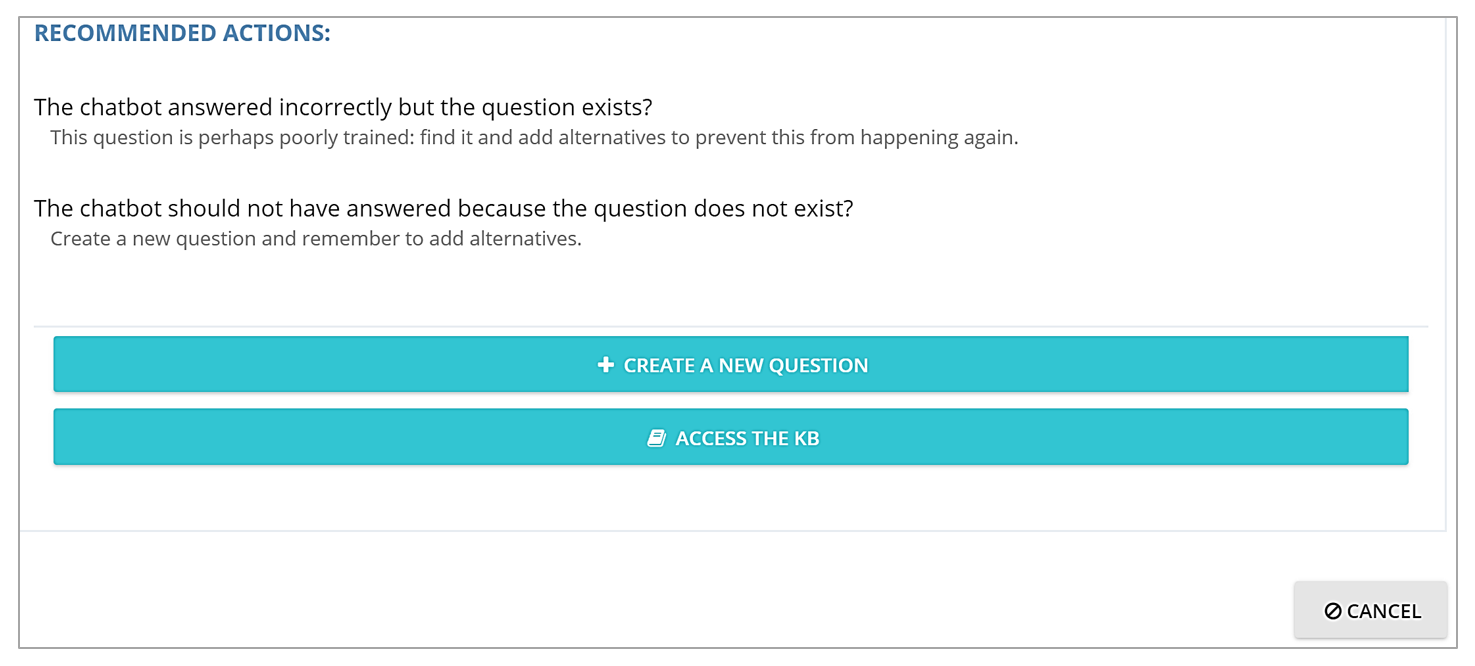 RECOMMENDED ACTIONS:
The chatbot answered incorrectly but the question exists?
This question is perhaps poorly trained: find it and add alternatives to prevent this from happening again.
The chatbot should not have answered because the question does not exist?
Create a new question and remember to add alternatives.
CREATE A NEW QUESTION
ACCESS THE KB
CANCEL